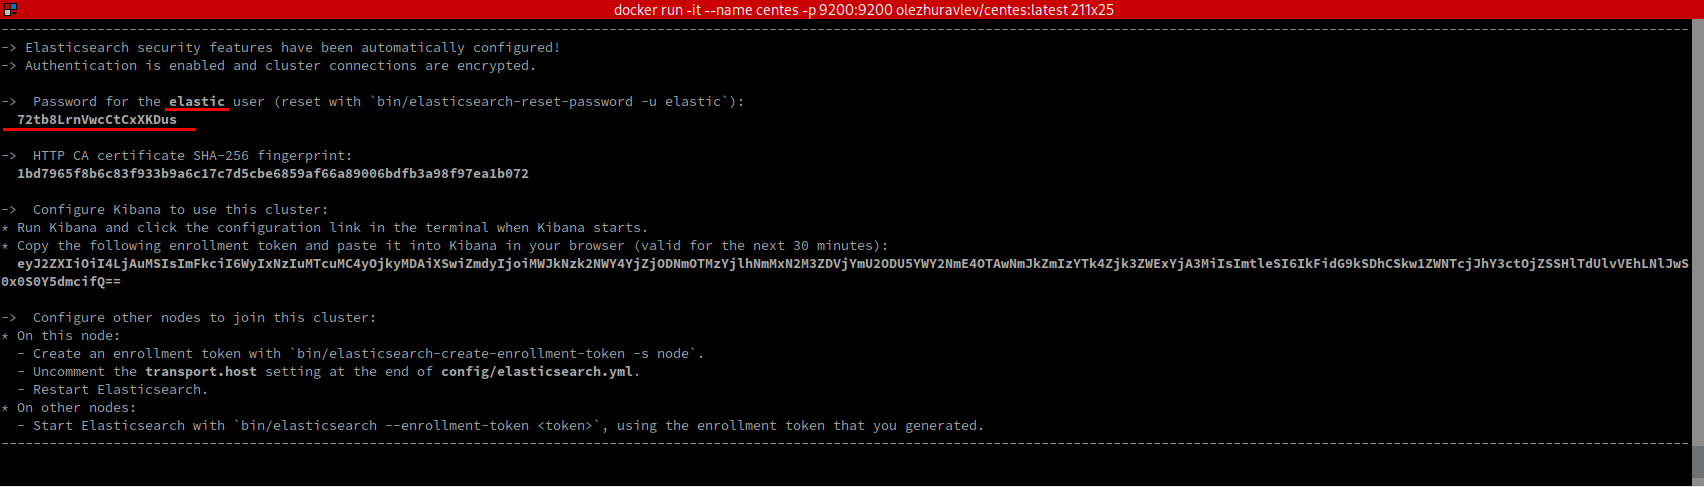 docker run -it --name centes -p 9200:9200 olezhuravlev/centes:latest 211x25
-> Elasticsearch security features have been automatically configured!
-> Authentication is enabled and cluster connections are encrypted.
->  Password for the elastic user (reset with `bin/elasticsearch-reset-password -u elastic`):
72tb8LrnVwcCtCxXKDus
->  HTTP CA certificate SHA-256 fingerprint:
1bd7965f8b6c83f933b9a6c17c7d5cbe6859af66a89006bdfb3a98f97ea1b072
->  Configure Kibana to use this cluster:
* Run Kibana and click the configuration link in the terminal when Kibana starts.
* Copy the following enrollment token and paste it into Kibana in your browser (valid for the next 30 minutes):
eyJ2ZXIiOiI4LjAuMSIsImFkciI6WyIxNzIuMTcuMC4yOjkyMDAiXSwiZmdyIjoiMWJkNzk2NWY4YjZjODNmOTMzYjlhNmMxN2M3ZDVjYmU2ODU5YWY2NmE4OTAwNmJkZmIzYTk4Zjk3ZWExYjA3MiIsImtleSI6IkFidG9kSDhCSkw1ZWNTcjJhY3ctOjZSSHlTdUlvVEhLNlJwS
0x0S0Y5dmcifQ==
->  Configure other nodes to join this cluster:
* On this node:
- Create an enrollment token with `bin/elasticsearch-create-enrollment-token -s node`.
- Uncomment the transport.host setting at the end of config/elasticsearch.yml.
- Restart Elasticsearch.
* On other nodes:
- Start Elasticsearch with `bin/elasticsearch --enrollment-token <token>`, using the enrollment token that you generated.